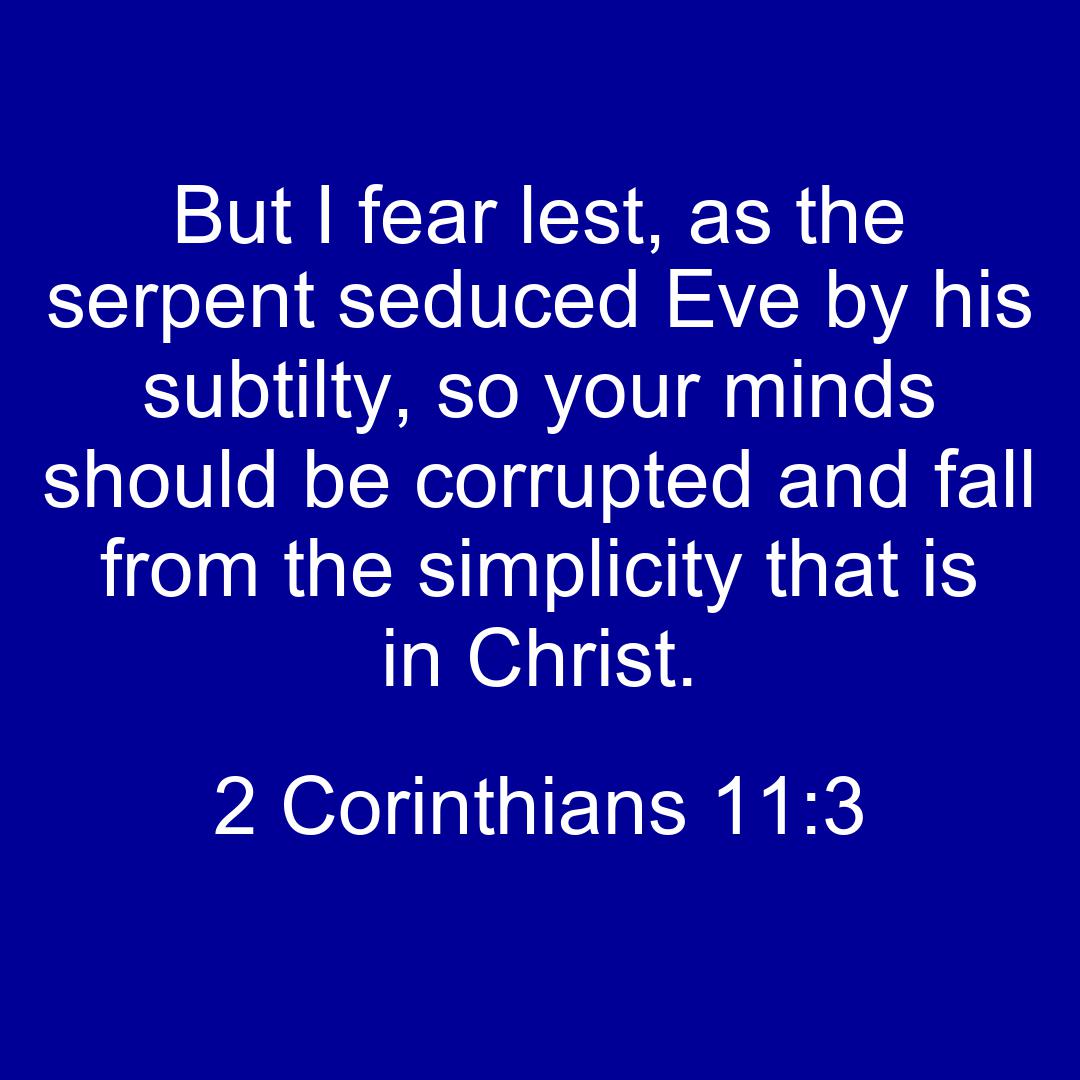 But I fear lest, as the
serpent seduced Eve by his
subtilty, so your minds
should be corrupted and fall
from the simplicity that is
in Christ.
2 Corinthians 11:3